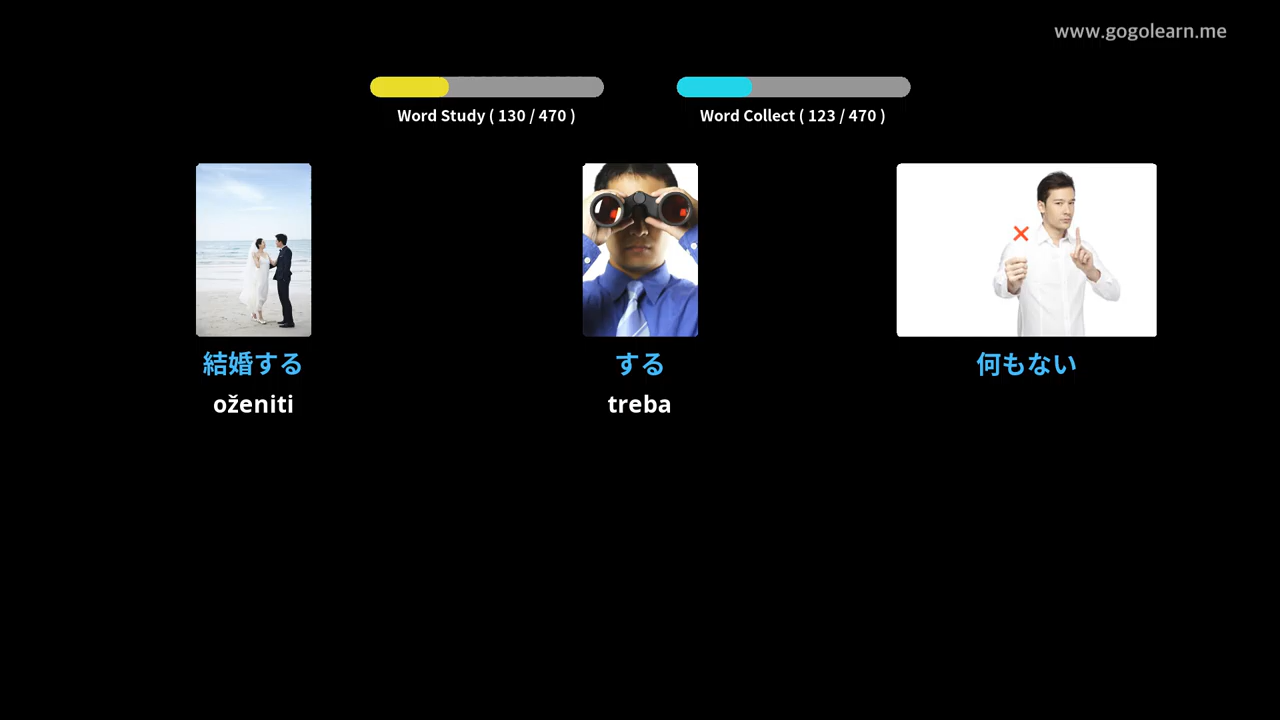 www.gogolearn.me
Word Study ( 130 / 470 )
Word Collect ( 123 / 470 )
結婚する
する
何もない
oženiti
treba